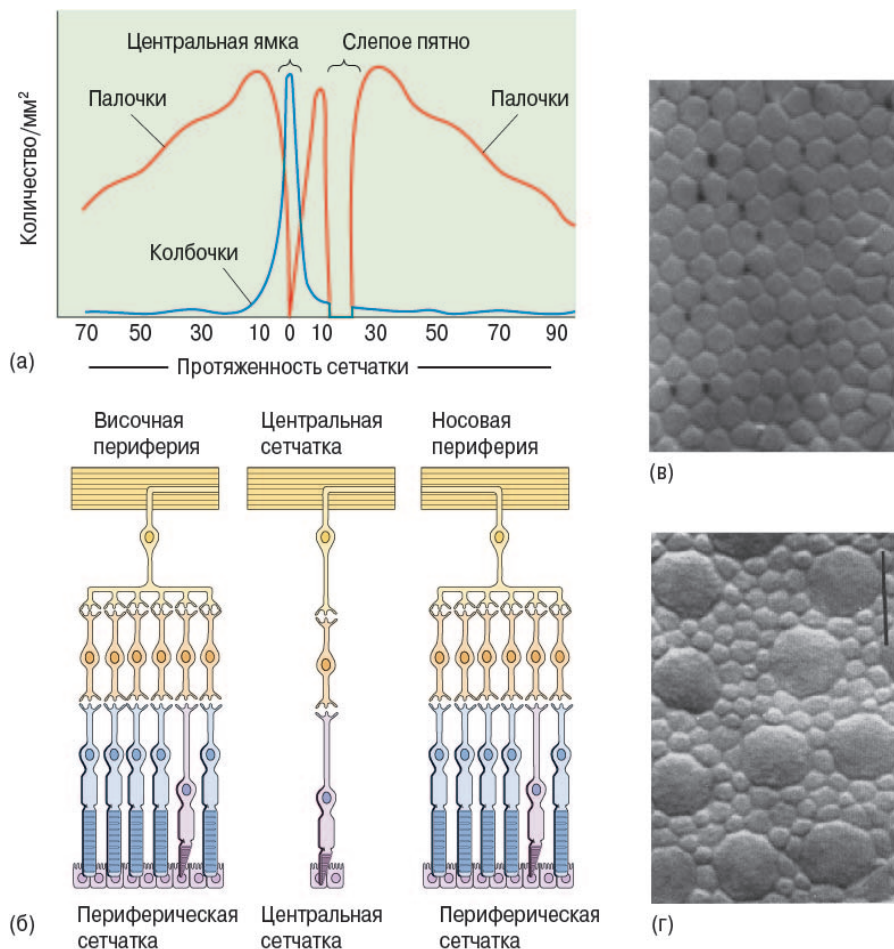 Центральная ямка
Слепое пятно
Палочки
Палочки
Колбочки
Количество/мм²
70 50 30 10 0 10 30 50 70 90
(а)
Протяженность сетчатки
Височная
периферия
Центральная
сетчатка
Носовая
периферия
(в)
(б)
Периферическая
сетчатка
Центральная
сетчатка
Периферическая
сетчатка
(г)